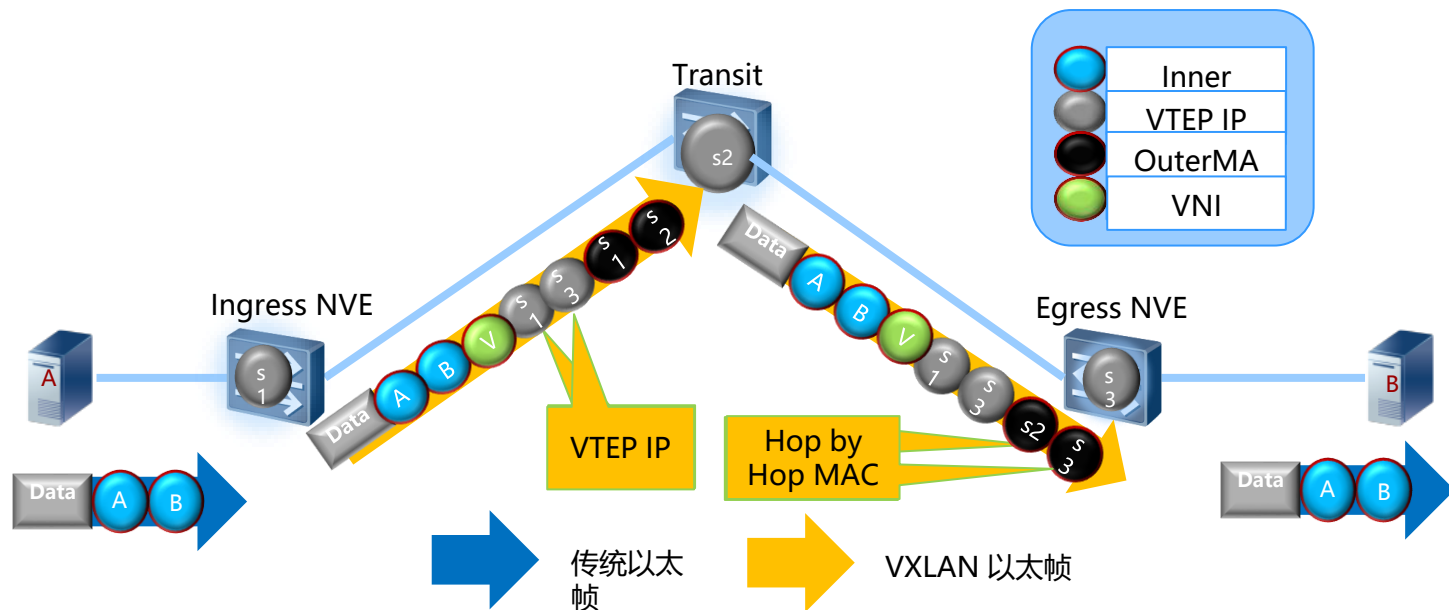 Transit
Inner
VTEP IP
OuterMA
VNI
s2
Ingress NVE
Egress NVE
A
s
1
Data
A
B
V
s
1
s
3
s
1
s
2
Data
A
B
V
s
1
s
3
s2
s
3
s
3
B
VTEP IP
Hop by
Hop MAC
Data
A
B
Data
A
B
传统以太
帧
VXLAN 以太帧